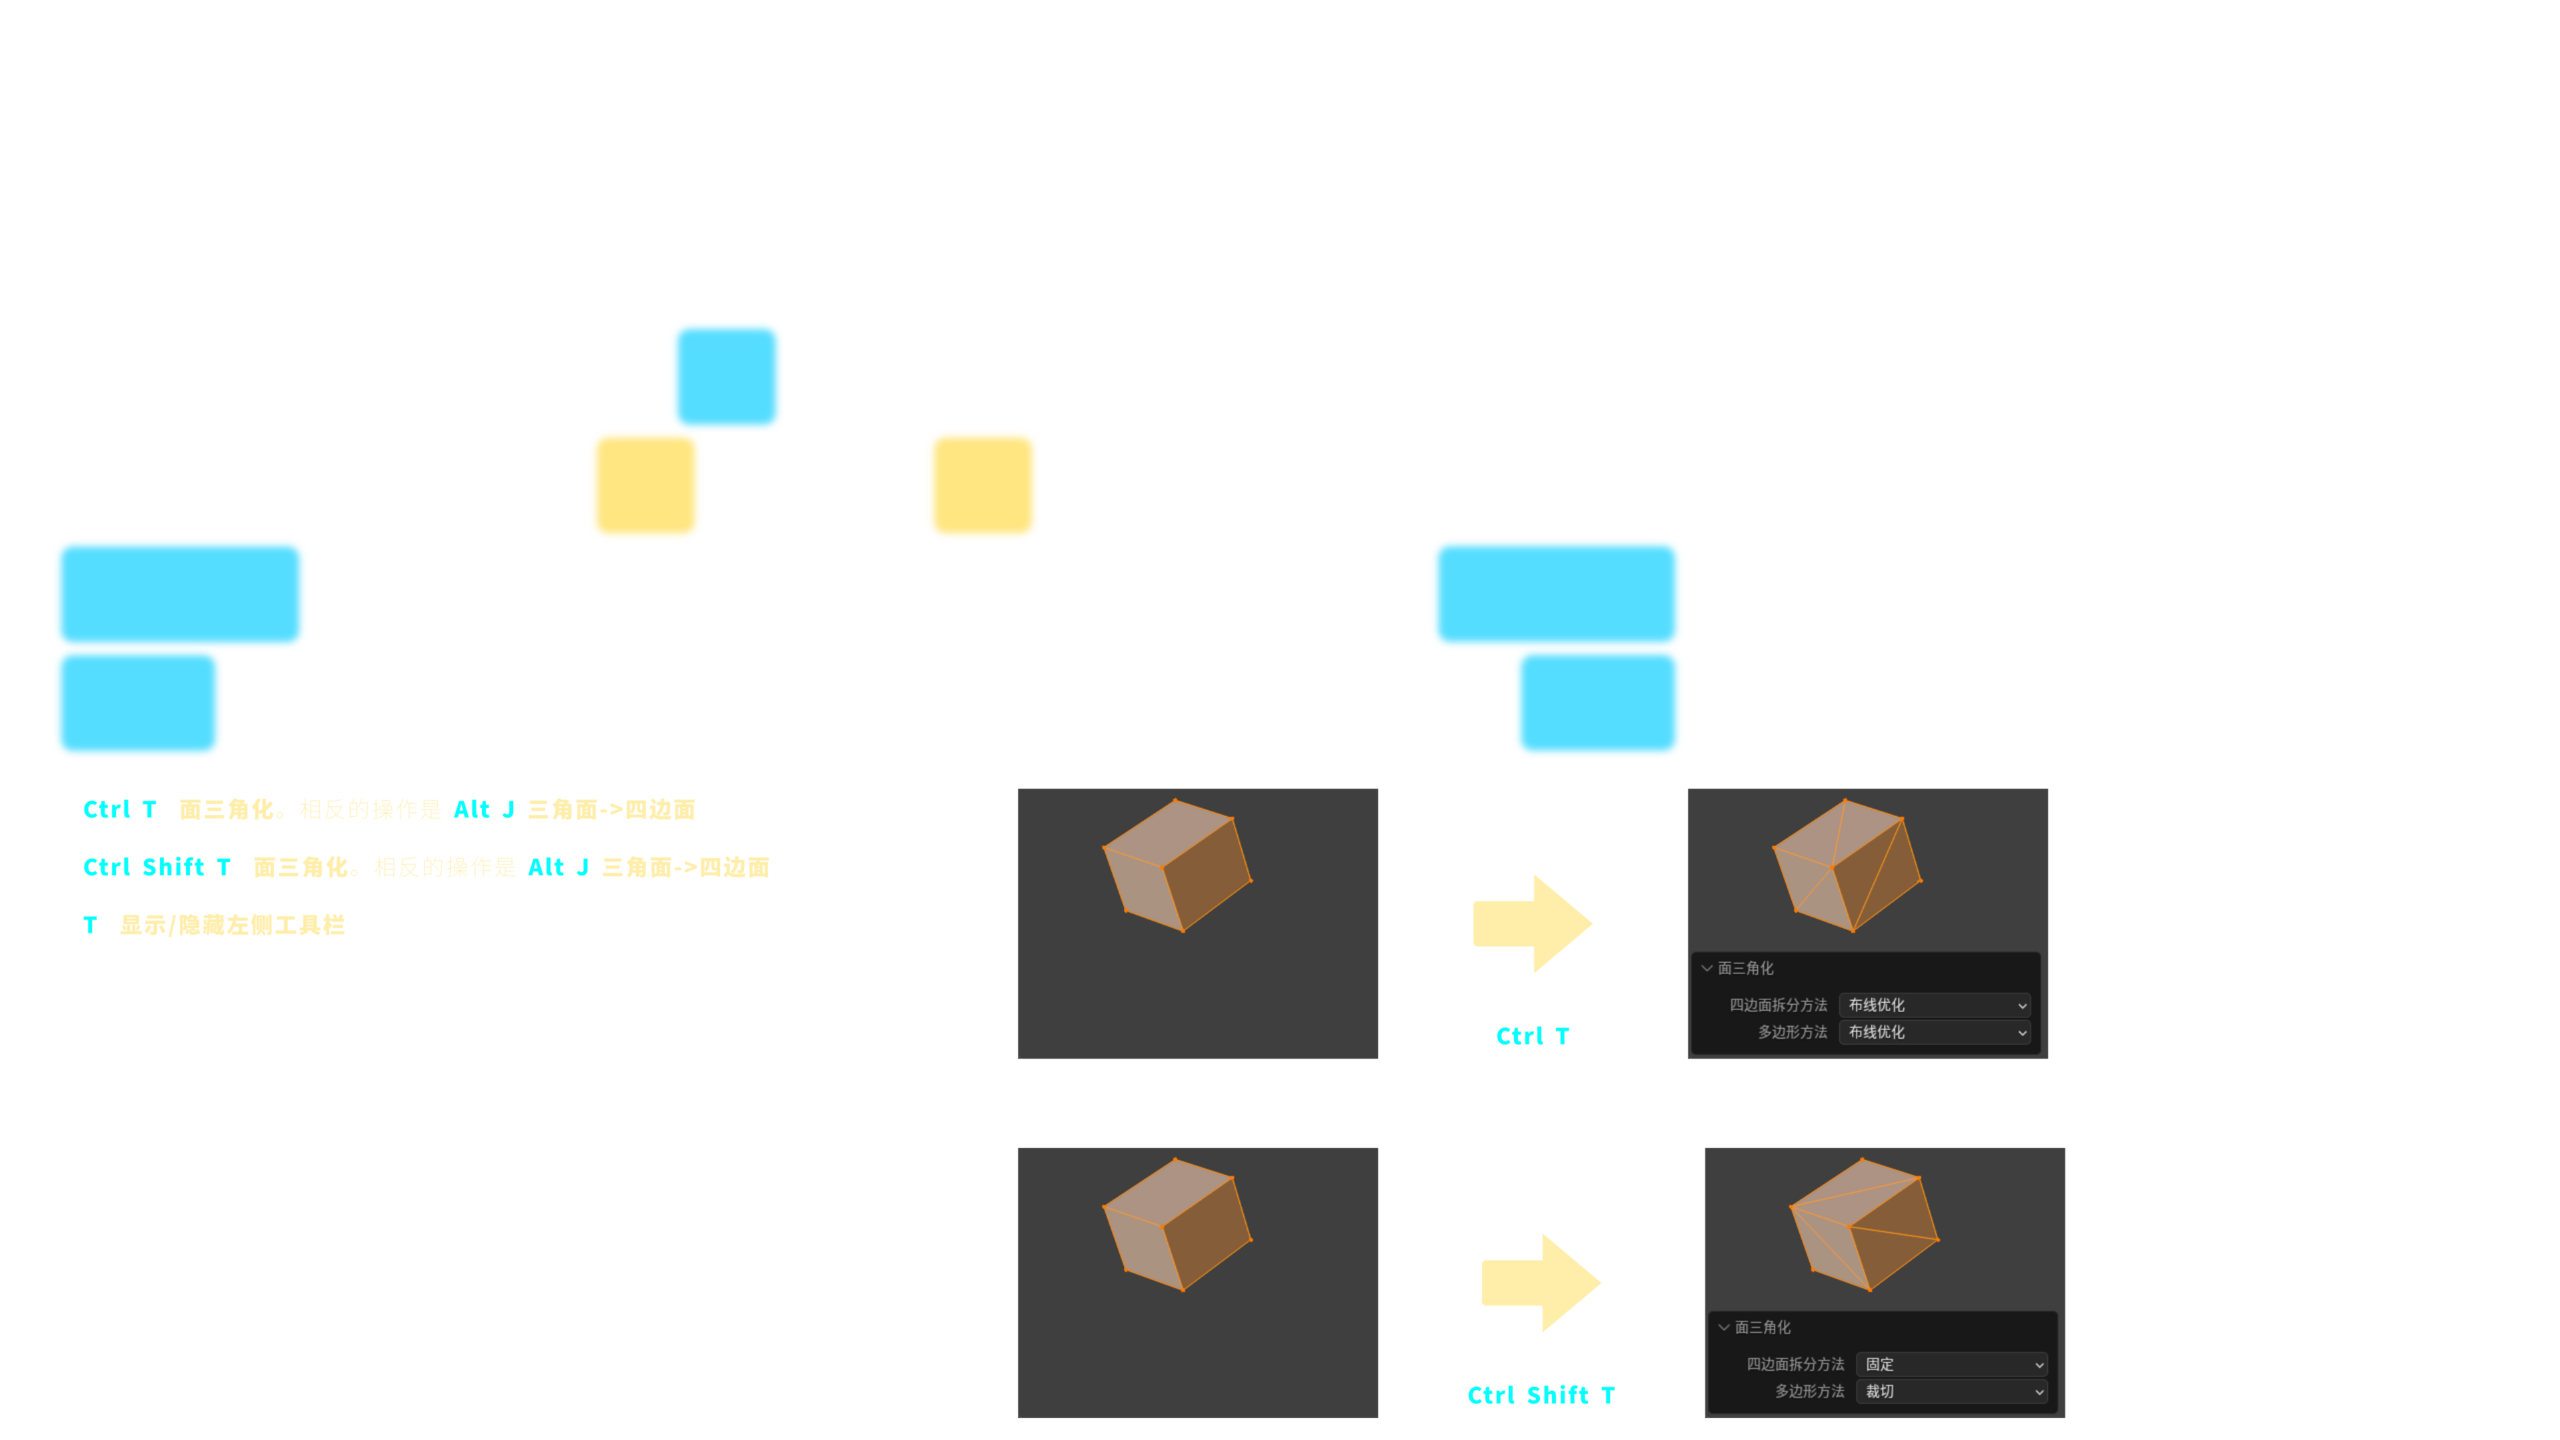 Ctrl T 面三角化。相反的操作是 Alt J 三角面->四边面
Ctrl Shift T 面三角化。相反的操作是 Alt J 三角面->四边面
T 显示/隐藏左侧工具栏
Ctrl T
面三角化
四边面拆分方法 布线优化
多边形方法 布线优化
Ctrl Shift T
面三角化
四边面拆分方法 固定
多边形方法 裁切